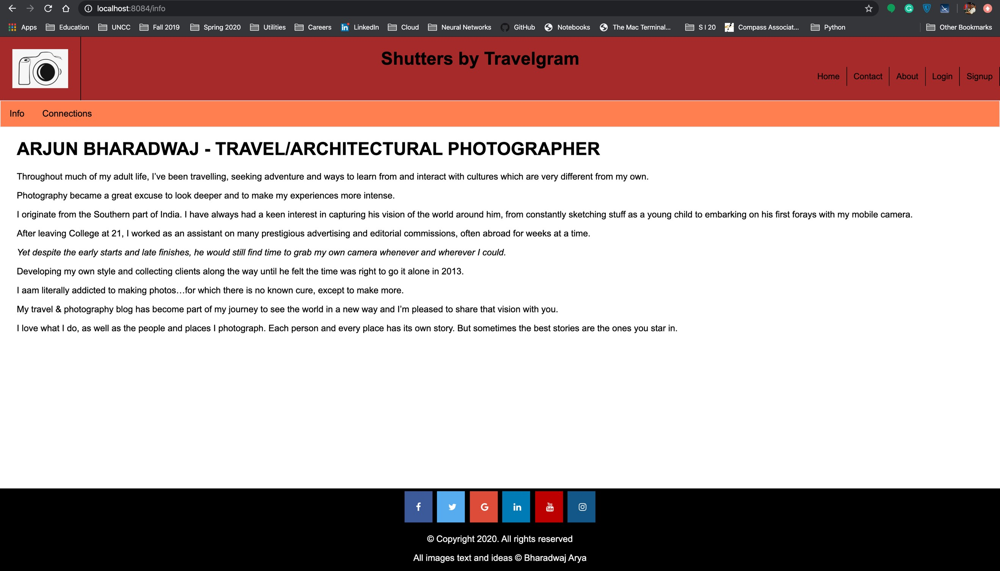 localhost:8084/info
Apps Education UNCC Fall 2019 Spring 2020 Utilities Careers LinkedIn Cloud Neural Networks GitHub Notebooks The Mac Terminal... S I 20 Compass Associat... Python Other Bookmarks
Shutters by Travelgram
Home Contact About Login Signup
Info Connections
ARJUN BHARADWAJ - TRAVEL/ARCHITECTURAL PHOTOGRAPHER
Throughout much of my adult life, I’ve been travelling, seeking adventure and ways to learn from and interact with cultures which are very different from my own.
Photography became a great excuse to look deeper and to make my experiences more intense.
I originate from the Southern part of India. I have always had a keen interest in capturing his vision of the world around him, from constantly sketching stuff as a young child to embarking on his first forays with my mobile camera.
After leaving College at 21, I worked as an assistant on many prestigious advertising and editorial commissions, often abroad for weeks at a time.
Yet despite the early starts and late finishes, he would still find time to grab my own camera whenever and wherever I could.
Developing my own style and collecting clients along the way until he felt the time was right to go it alone in 2013.
I aam literally addicted to making photos…for which there is no known cure, except to make more.
My travel & photography blog has become part of my journey to see the world in a new way and I’m pleased to share that vision with you.
I love what I do, as well as the people and places I photograph. Each person and every place has its own story. But sometimes the best stories are the ones you star in.
You
Tube
© Copyright 2020. All rights reserved
All images text and ideas © Bharadwaj Arya